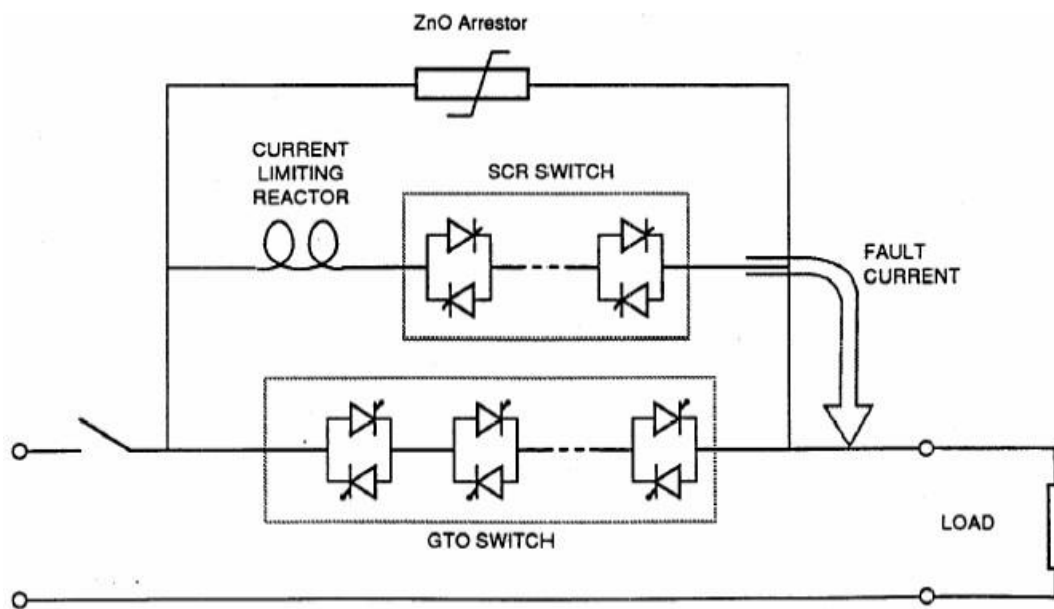 ZnO Arrestor
CURRENT
LIMITING
REACTOR
SCR SWITCH
FAULT
CURRENT
GTO SWITCH
LOAD